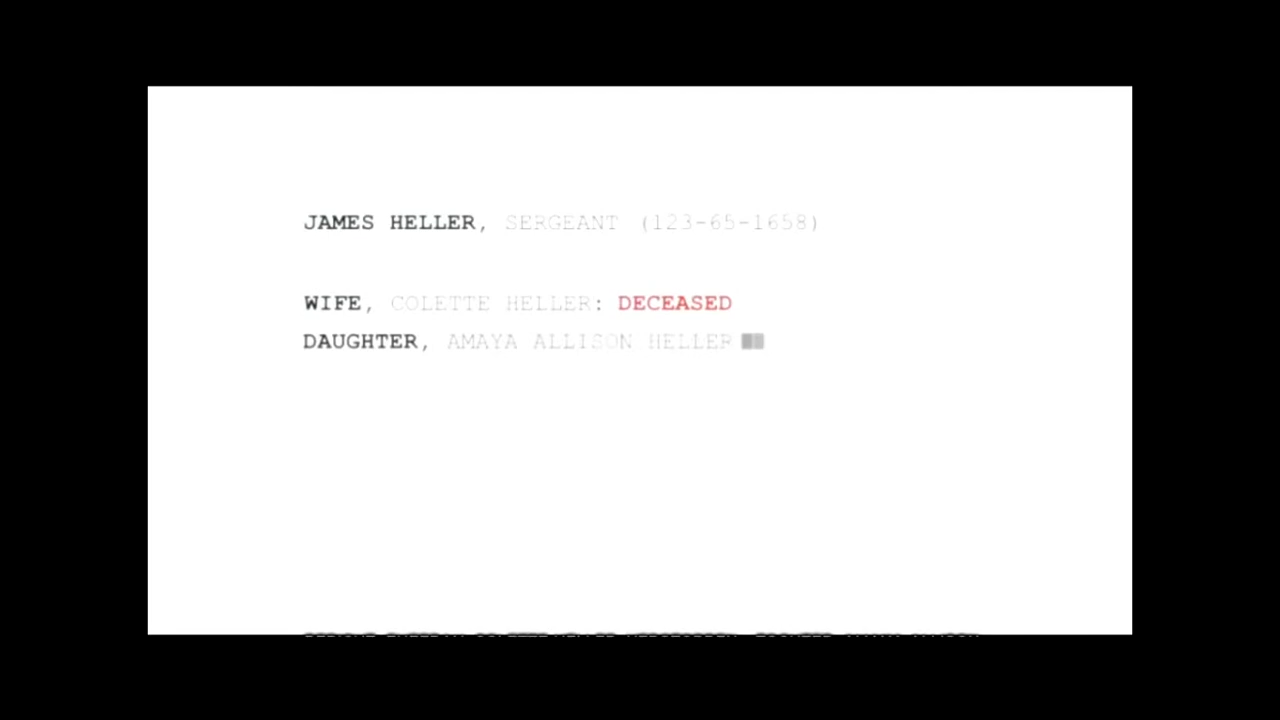 JAMES HELLER, SERGEANT (123-65-1658)
WIFE, COLETTE HELLER: DECEASED
DAUGHTER, AMAYA ALLISON HELLER